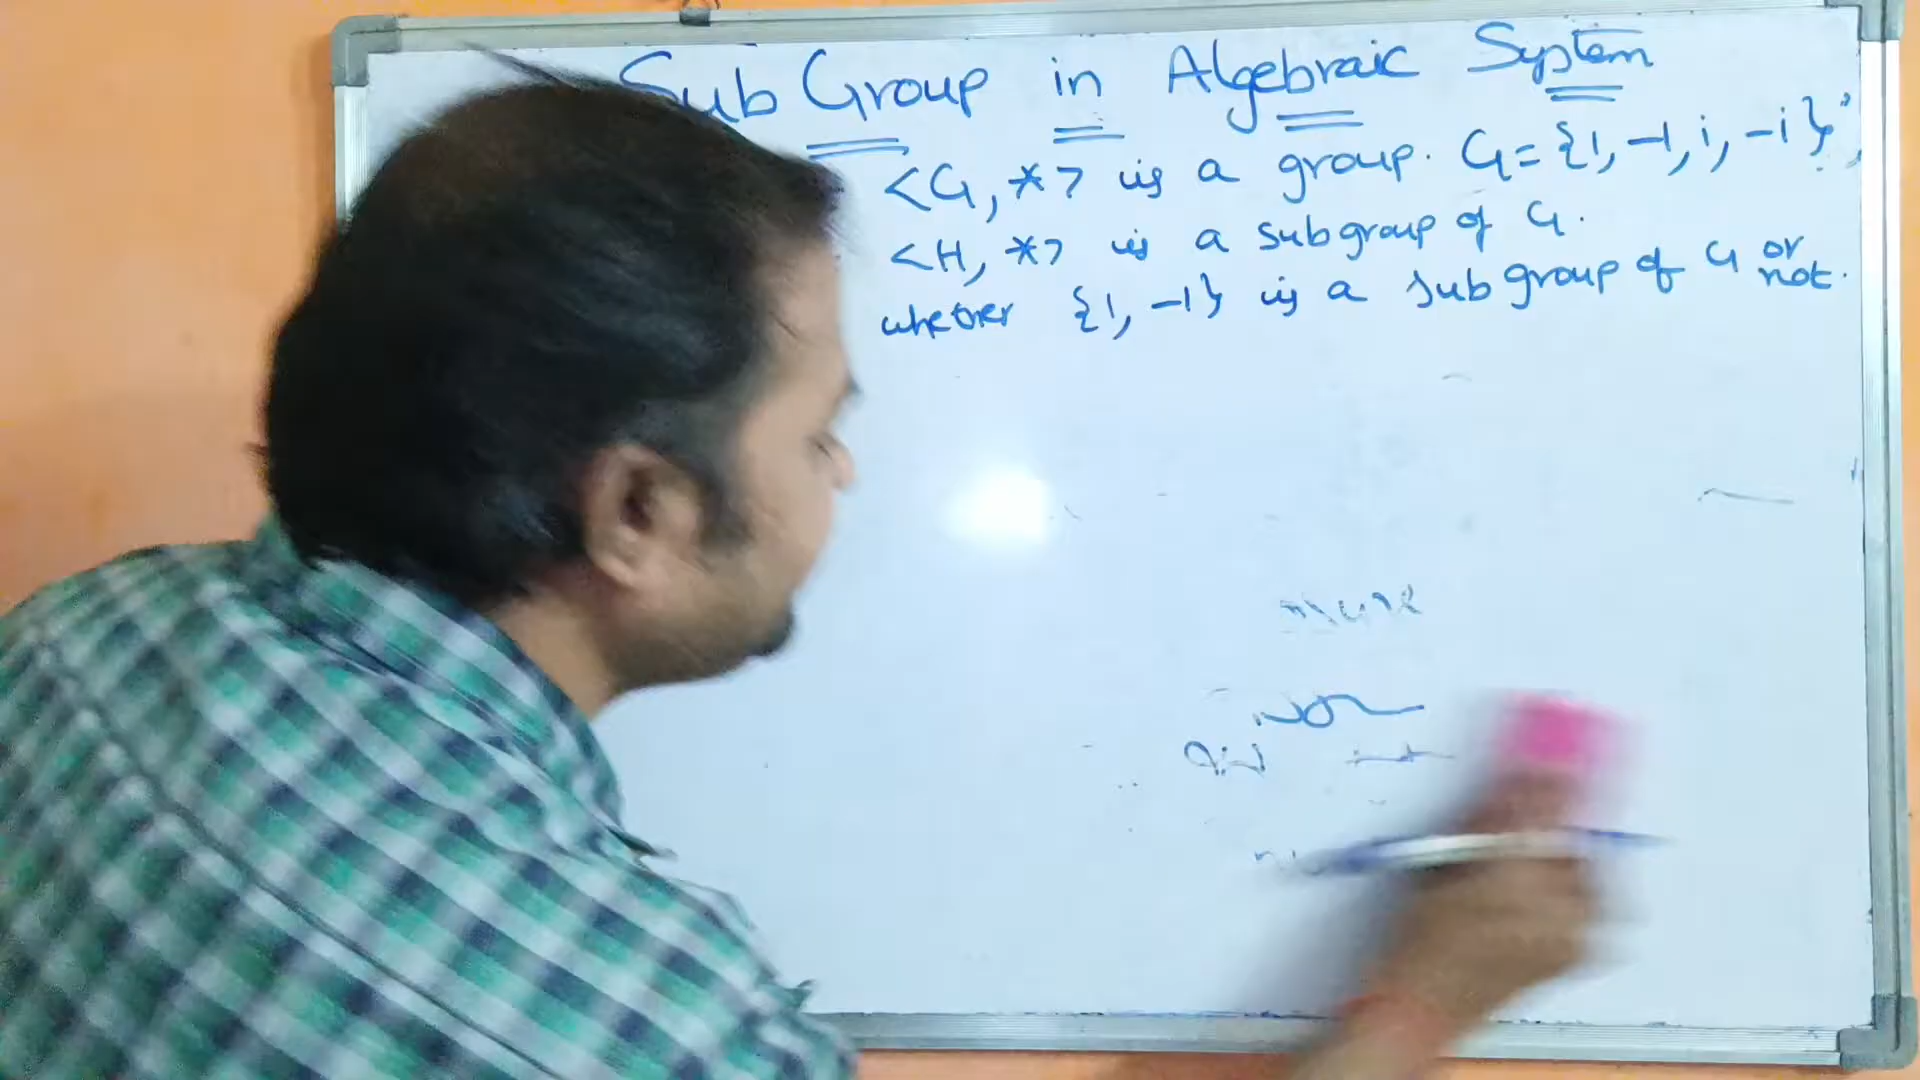 Sub Group in Algebraic System
<G, *> is a group. G = {1, -1, i, -i},
<H, *> is a subgroup of G.
whether {1, -1} is a subgroup of G or not.